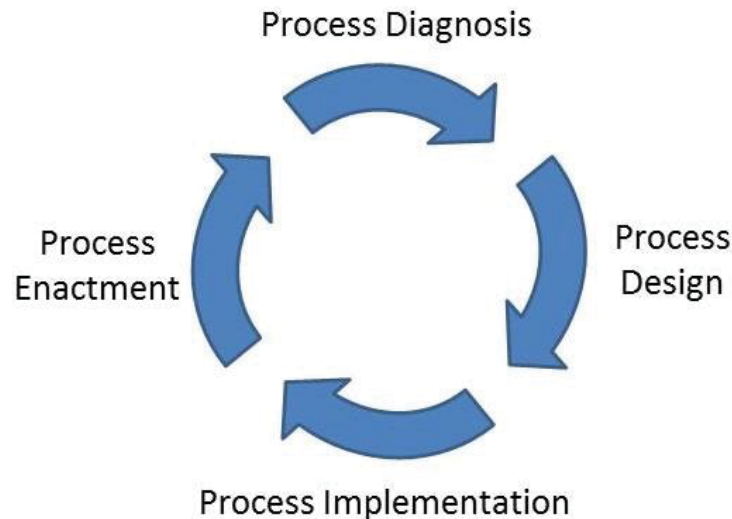 Process Diagnosis
Process
Design
Process Implementation
Process
Enactment